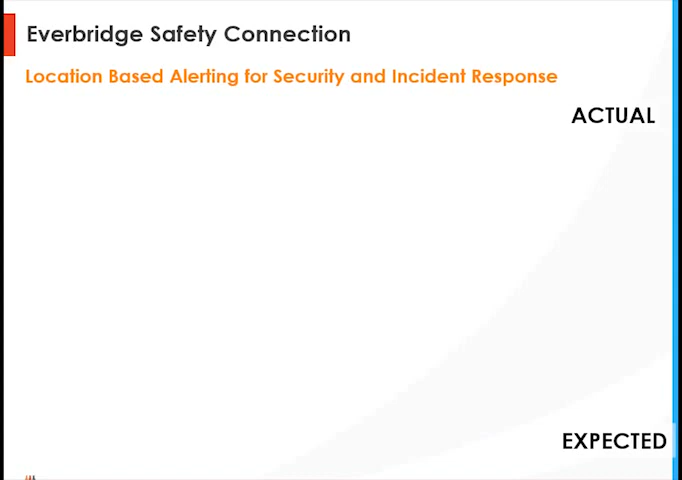 Everbridge Safety Connection
Location Based Alerting for Security and Incident Response
ACTUAL
EXPECTED